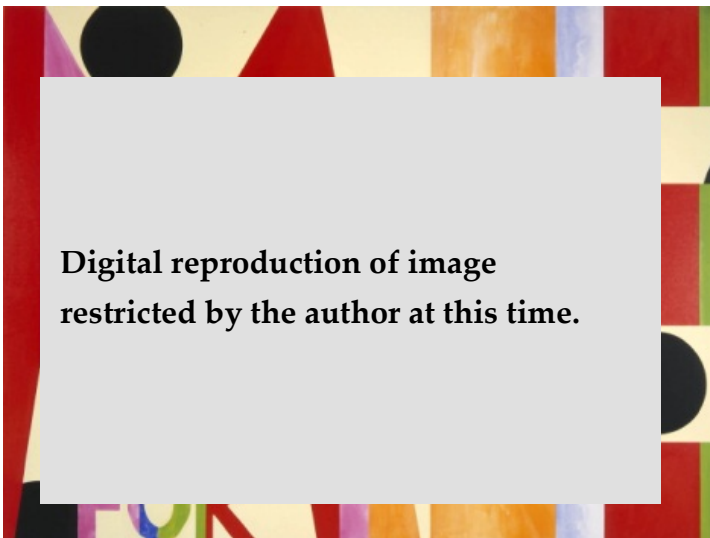 Digital reproduction of image
restricted by the author at this time.